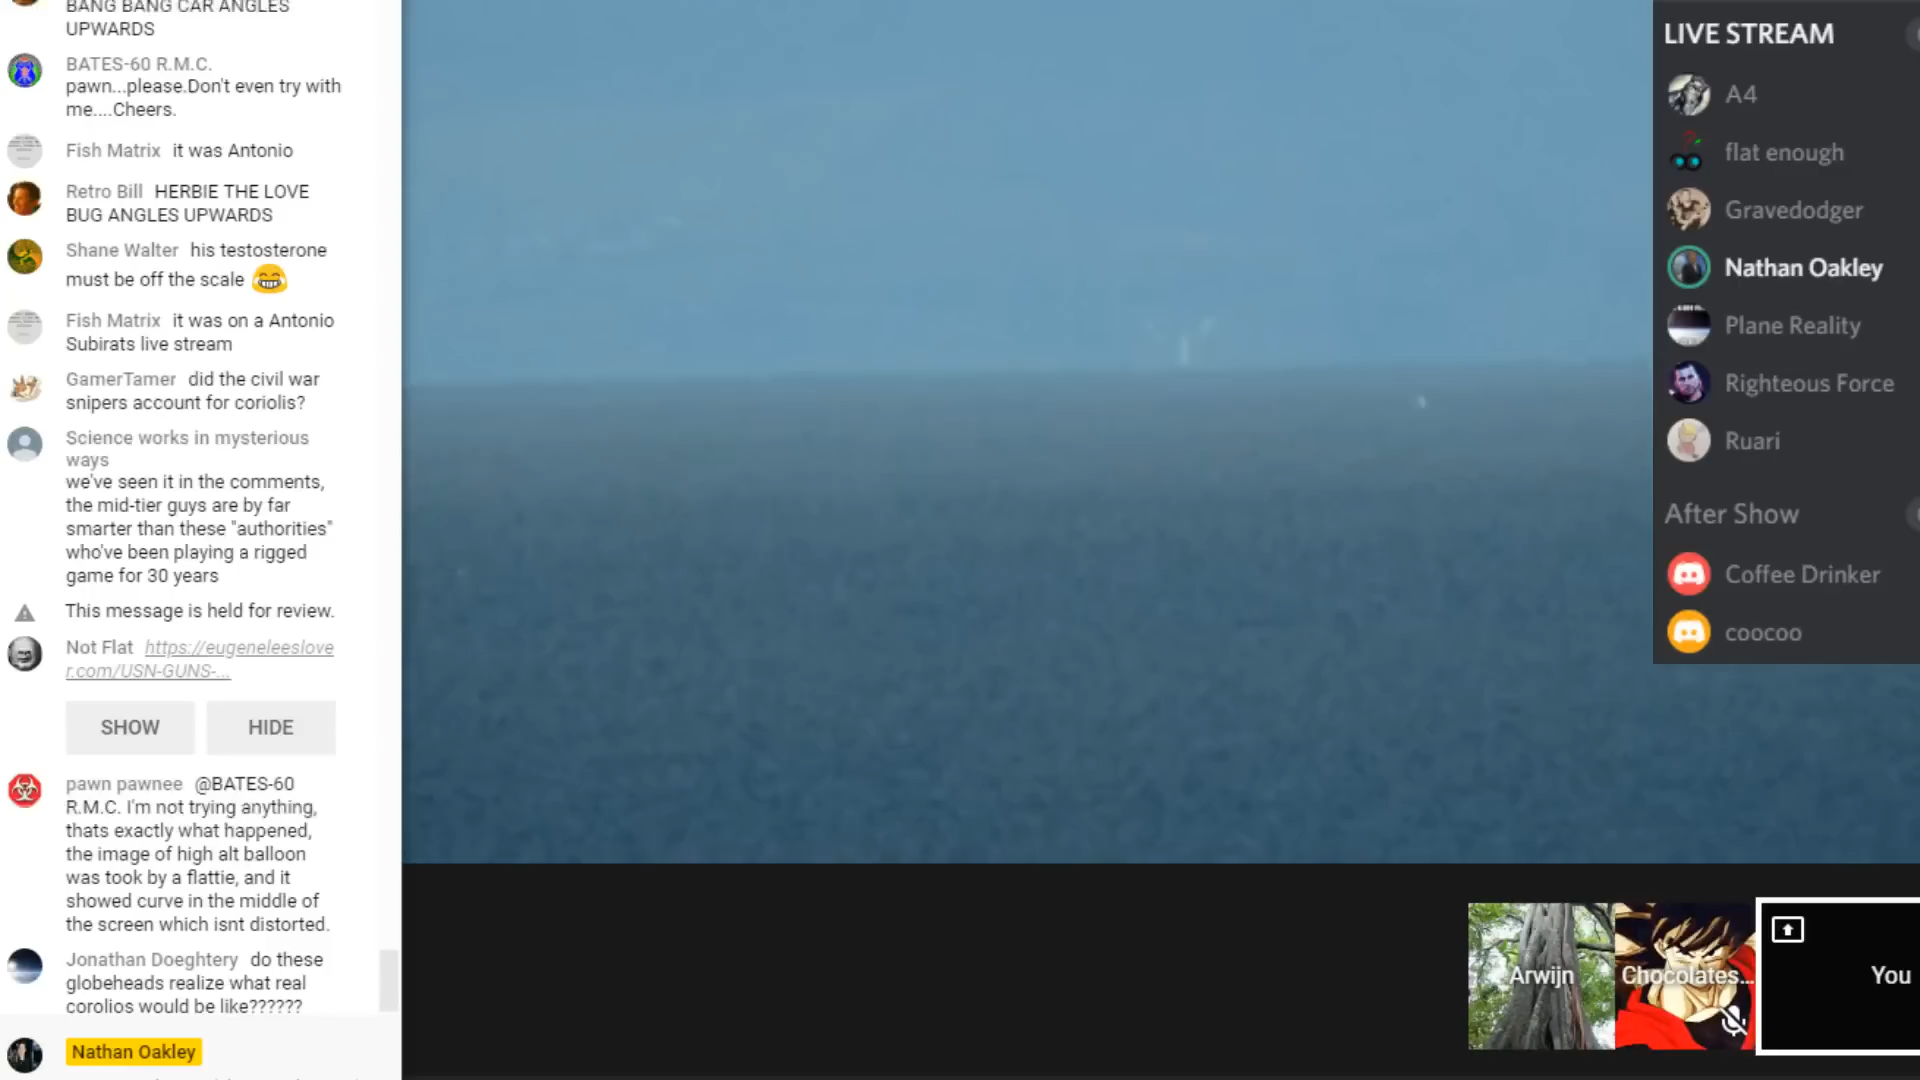 BANG BANG CAR ANGLES
UPWARDS
BATES-60 R.M.C.
pawn...please.Don't even try with
me....Cheers.
Fish Matrix it was Antonio
Retro Bill HERBIE THE LOVE
BUG ANGLES UPWARDS
Shane Walter his testosterone
must be off the scale
Fish Matrix it was on a Antonio
Subirats live stream
GamerTamer did the civil war
snipers account for coriolis?
Science works in mysterious
ways
we've seen it in the comments,
the mid-tier guys are by far
smarter than these "authorities"
who've been playing a rigged
game for 30 years
This message is held for review.
Not Flat https://eugeneleeslove
r.com/USN-GUNS-...
SHOW HIDE
pawn pawnee @BATES-60
R.M.C. I'm not trying anything,
thats exactly what happened,
the image of high alt balloon
was took by a flattie, and it
showed curve in the middle of
the screen which isnt distorted.
Jonathan Doeghtery do these
globeheads realize what real
corolios would be like??????
Nathan Oakley
LIVE STREAM
A4
flat enough
Gravedodger
Nathan Oakley
Plane Reality
Righteous Force
Ruari
After Show
Coffee Drinker
coocoo
Arwijn
Chocolates...
You